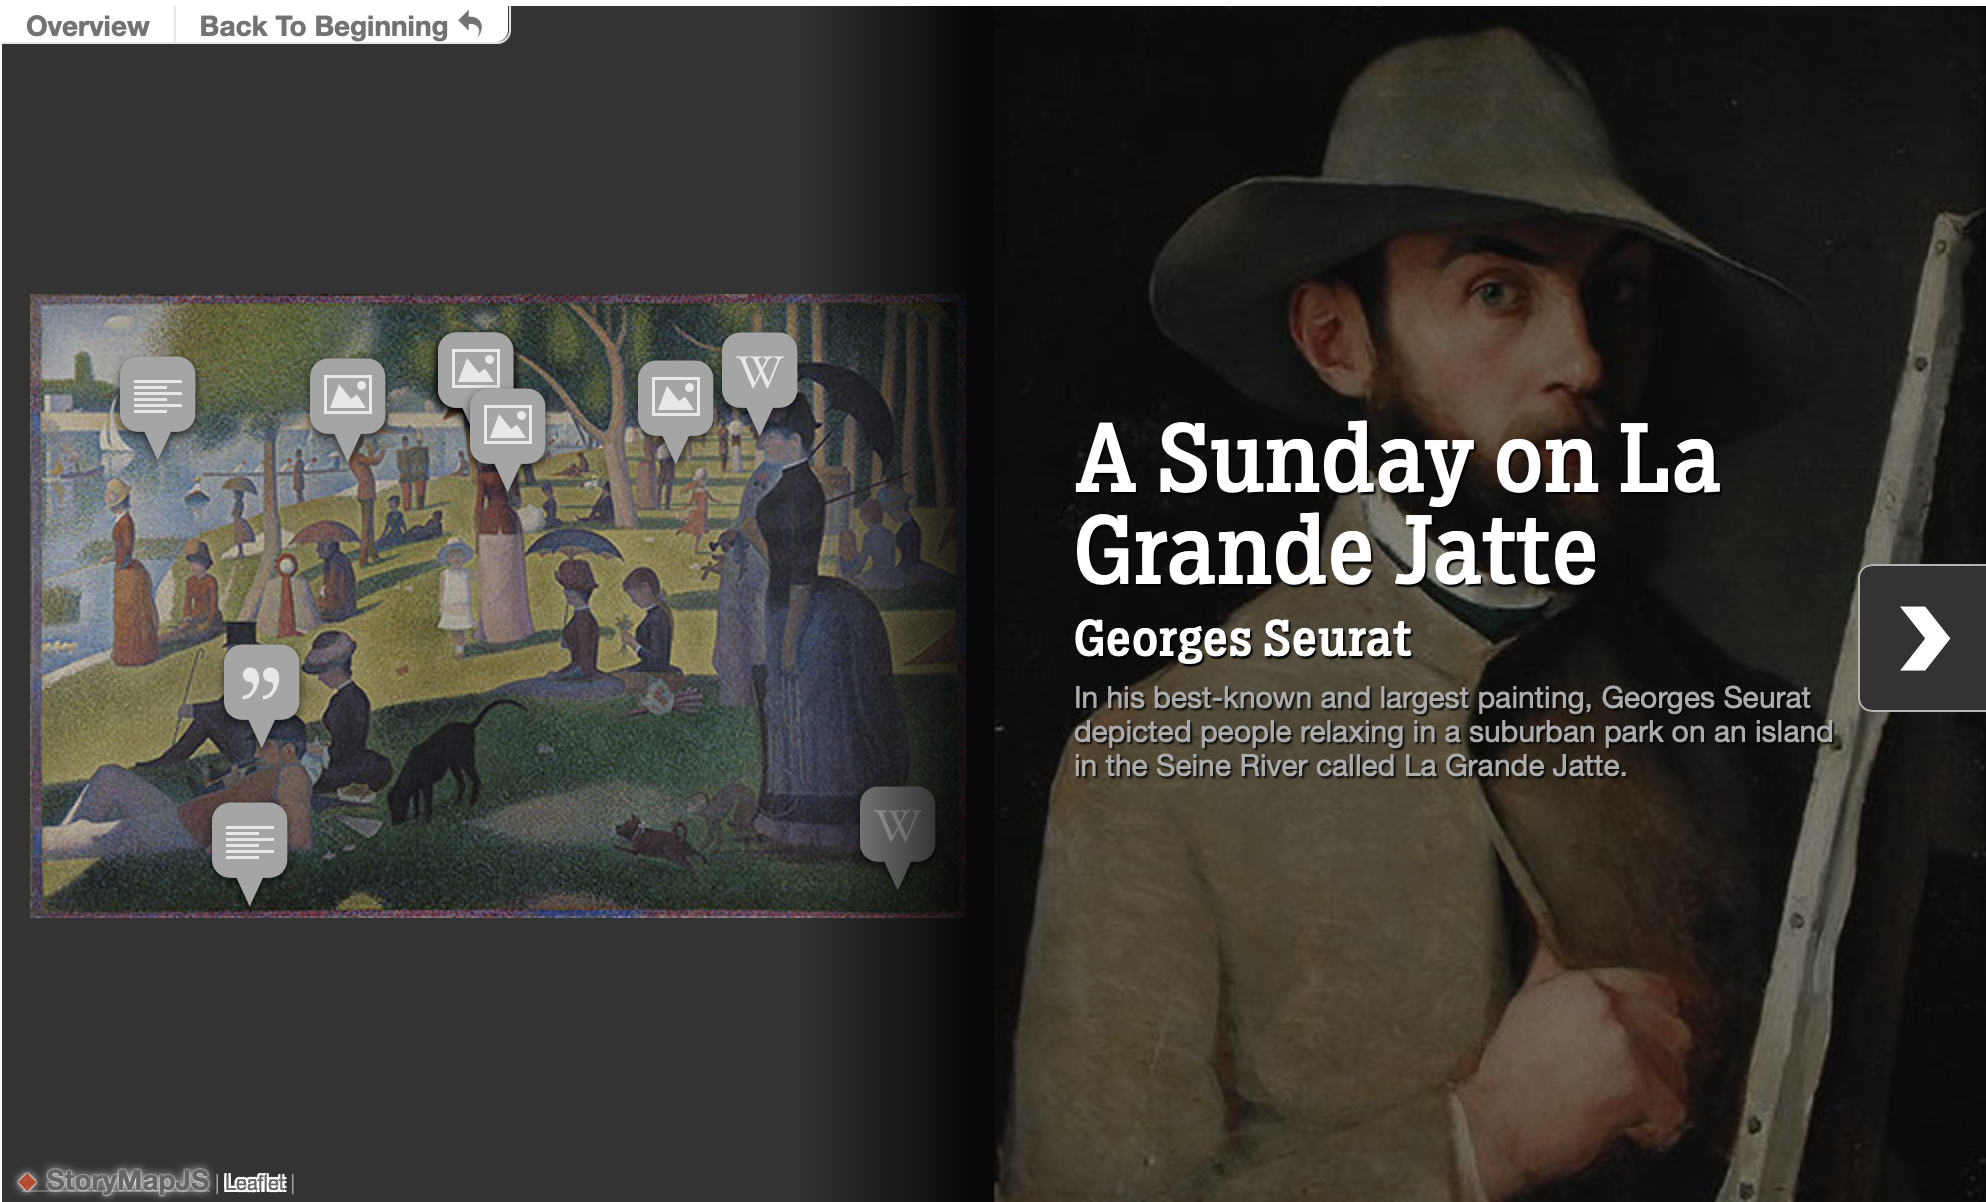 Overview Back To Beginning
W
W
”
A Sunday on La
Grande Jatte
Georges Seurat
In his best-known and largest painting, Georges Seurat
depicted people relaxing in a suburban park on an island
in the Seine River called La Grande Jatte.
StoryMapJS | Leaflet |